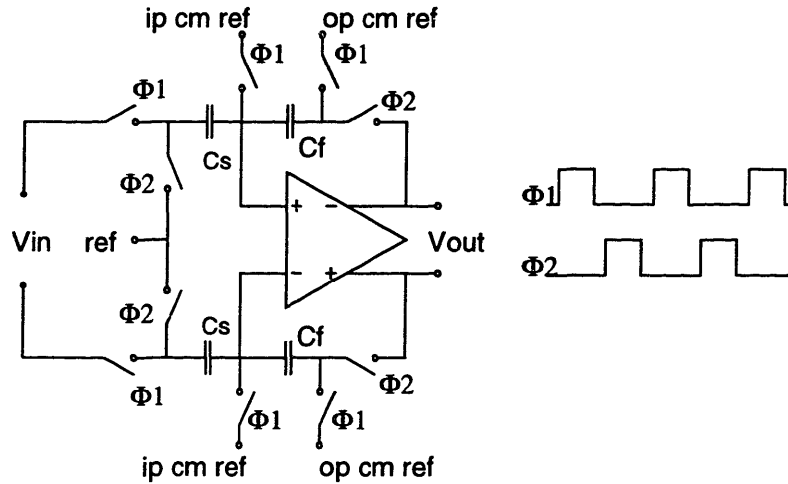 ip cm ref op cm ref
Φ1 Φ1
Φ1 Φ2
Cs Cf
Φ2
+ −
Φ1
Vin ref Vout
− +
Φ2
Φ2
Cs Cf
Φ1 Φ2
Φ1 Φ1
ip cm ref op cm ref